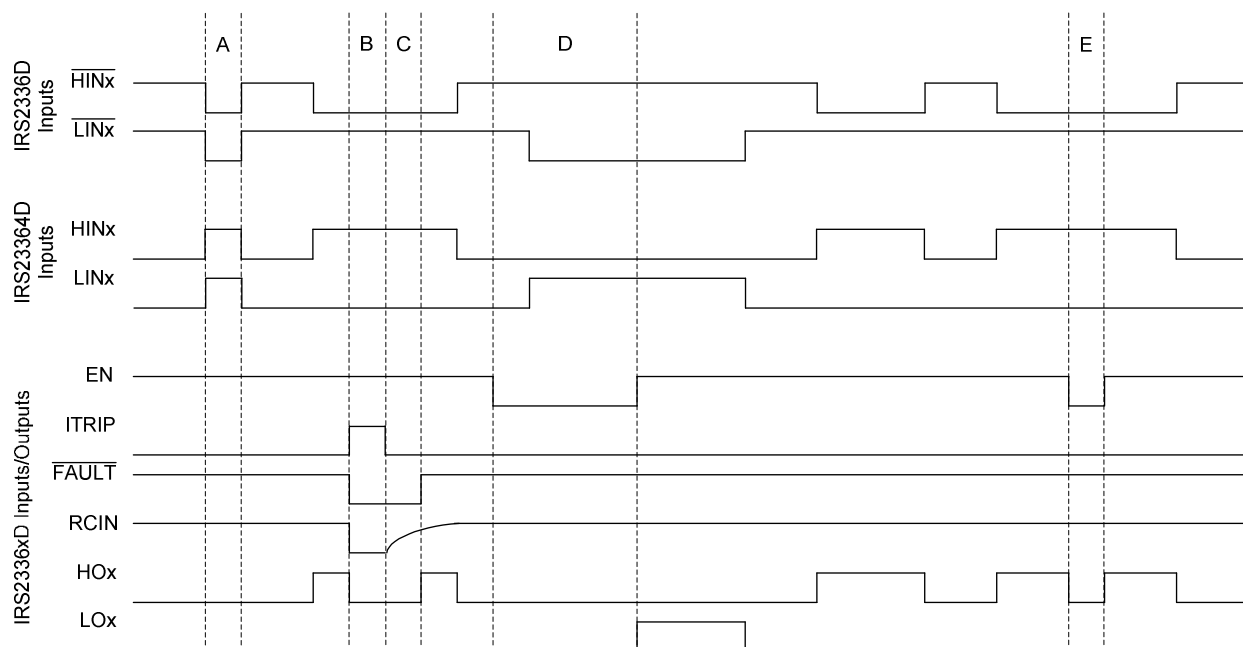 A
B
C
D
E
IRS2336D
Inputs
HINx
LINx
IRS23364D
Inputs
HINx
LINx
IRS2336xD Inputs/Outputs
EN
ITRIP
FAULT
RCIN
HOx
LOx